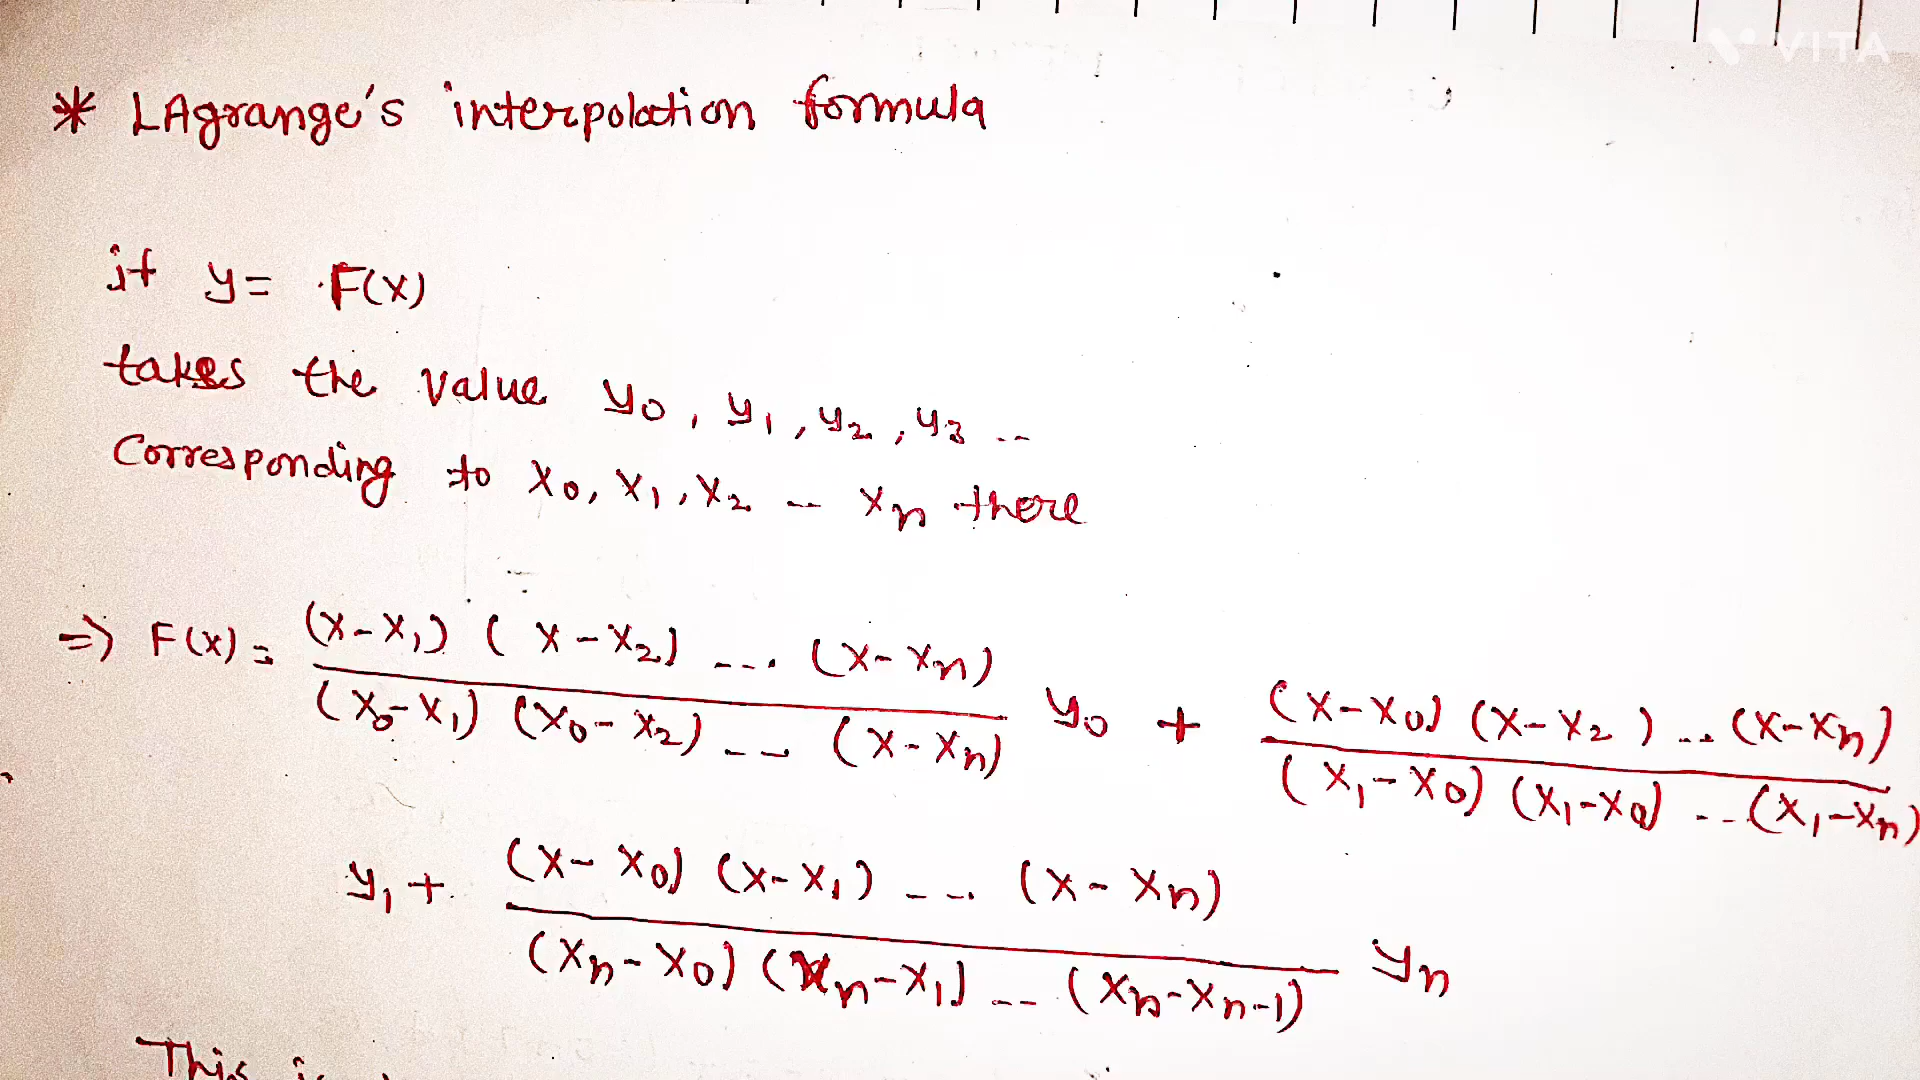 VITA
* LAgrange's interpolation formula
if y = F(x)
takes the value y₀, y₁, y₂, y₃ ..
Corresponding to x₀, x₁, x₂ -- xₙ there
=> F(x) = (x-x₁) (x-x₂) ---. (x-xₙ) / (x₀-x₁) (x₀-x₂) -- .. (x-xₙ) y₀ + (x-x₀) (x-x₂) ... (x-xₙ) / (x₁-x₀) (x₁-x₀) -.. (x₁-xₙ)
y₁ + (x-x₀) (x-x₁) -- .. (x-xₙ) / (xₙ-x₀) (xₙ-x₁) -.. (xₙ-xₙ₋₁) yₙ
This is